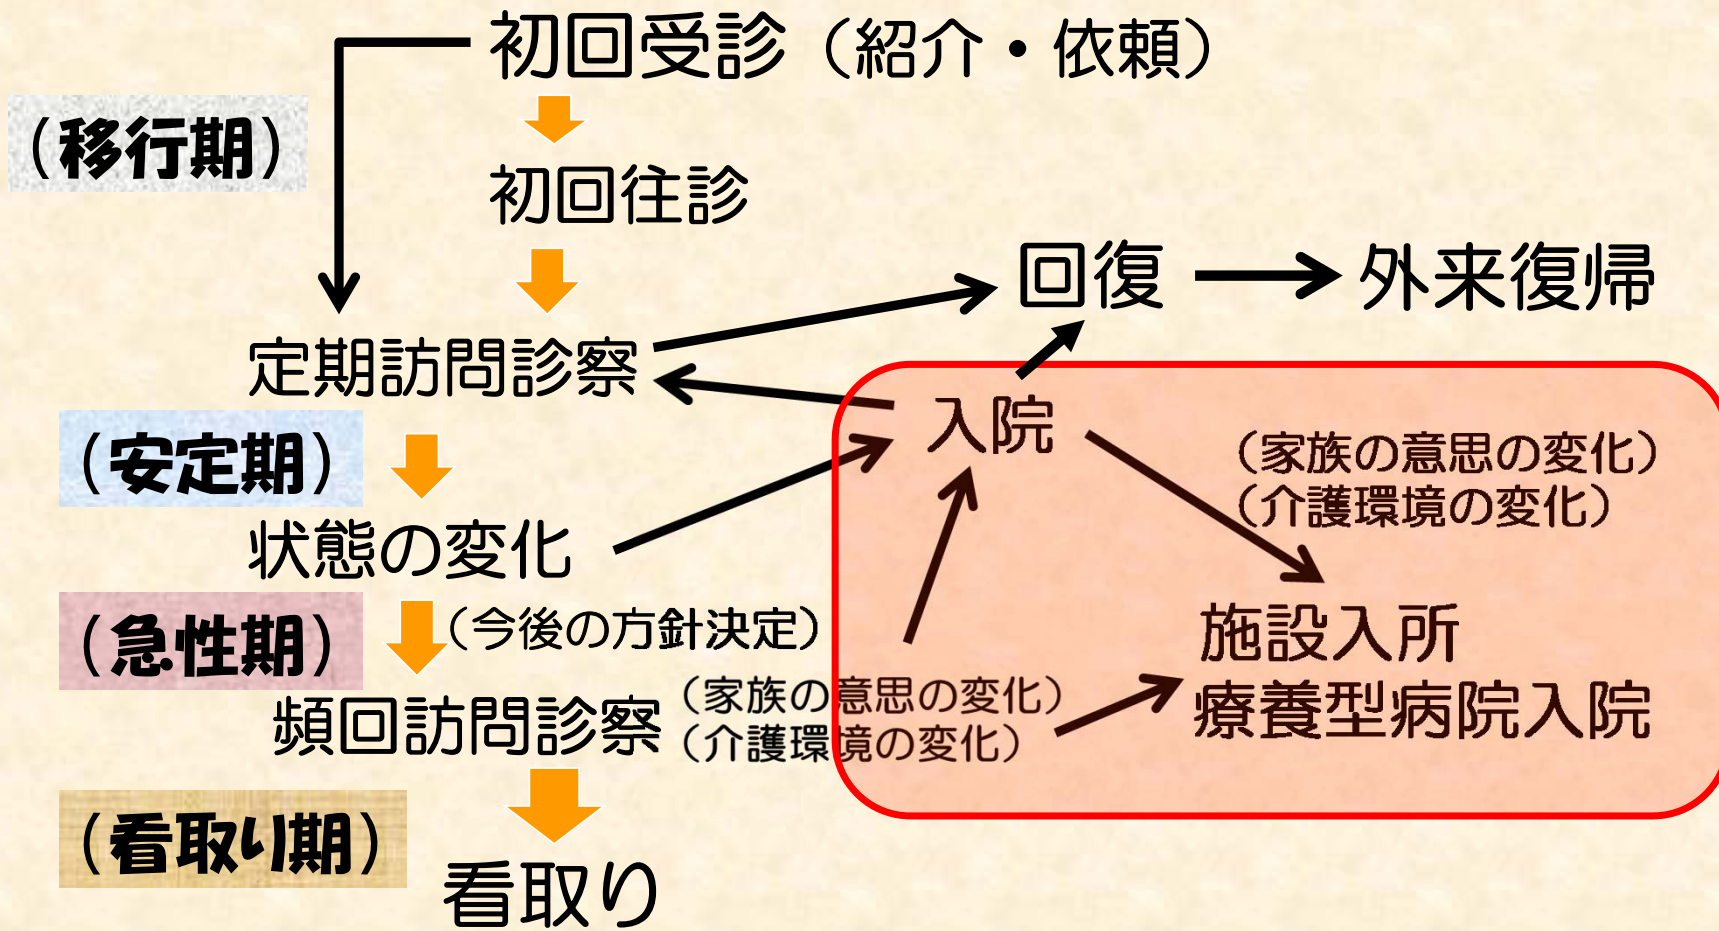 初回受診（紹介・依頼）
（移行期）
初回往診
回復
外来復帰
定期訪問診察
入院
（安定期）
（家族の意思の変化）
（介護環境の変化）
状態の変化
（急性期）
（今後の方針決定）
施設入所
療養型病院入院
頻回訪問診察
（家族の意思の変化）
（介護環境の変化）
（看取り期）
看取り